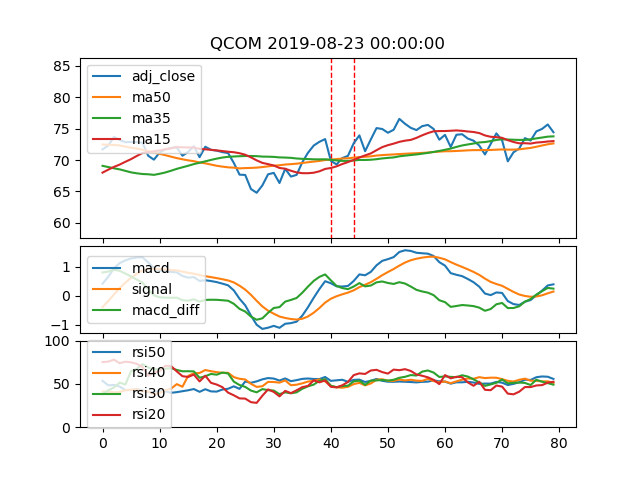 QCOM 2019-08-23 00:00:00
85
80
75
70
65
60
adj_close
ma50
ma35
ma15
1
0
−1
macd
signal
macd_diff
100
50
0
rsi50
rsi40
rsi30
rsi20
0 10 20 30 40 50 60 70 80